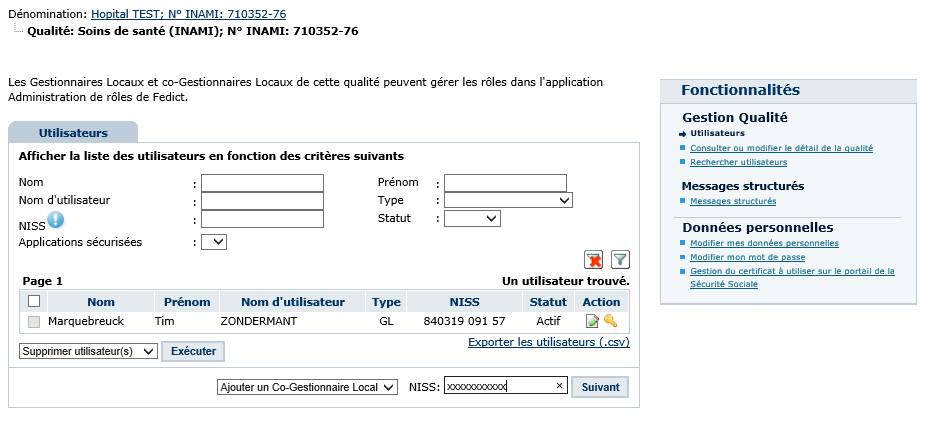 Dénomination: Hopital TEST; N° INAMI: 710352-76
Qualité: Soins de santé (INAMI); N° INAMI: 710352-76
Les Gestionnaires Locaux et co-Gestionnaires Locaux de cette qualité peuvent gérer les rôles dans l'application
Administration de rôles de Fedict.
Utilisateurs
Afficher la liste des utilisateurs en fonction des critères suivants
Nom : Prénom :
Nom d'utilisateur : Type :
NISS : Statut :
Applications sécurisées :
Page 1 Un utilisateur trouvé.
Nom Prénom Nom d'utilisateur Type NISS Statut Action
Marquebreuck Tim ZONDERMANT GL 840319 091 57 Actif
Supprimer utilisateur(s) Exécuter Exporter les utilisateurs (.csv)
Ajouter un Co-Gestionnaire Local NISS: xxxxxxxxxxx × Suivant
Fonctionnalités
Gestion Qualité
Utilisateurs
Consulter ou modifier le détail de la qualité
Rechercher utilisateurs
Messages structurés
Messages structurés
Données personnelles
Modifier mes données personnelles
Modifier mon mot de passe
Gestion du certificat à utiliser sur le portail de la
Sécurité Sociale